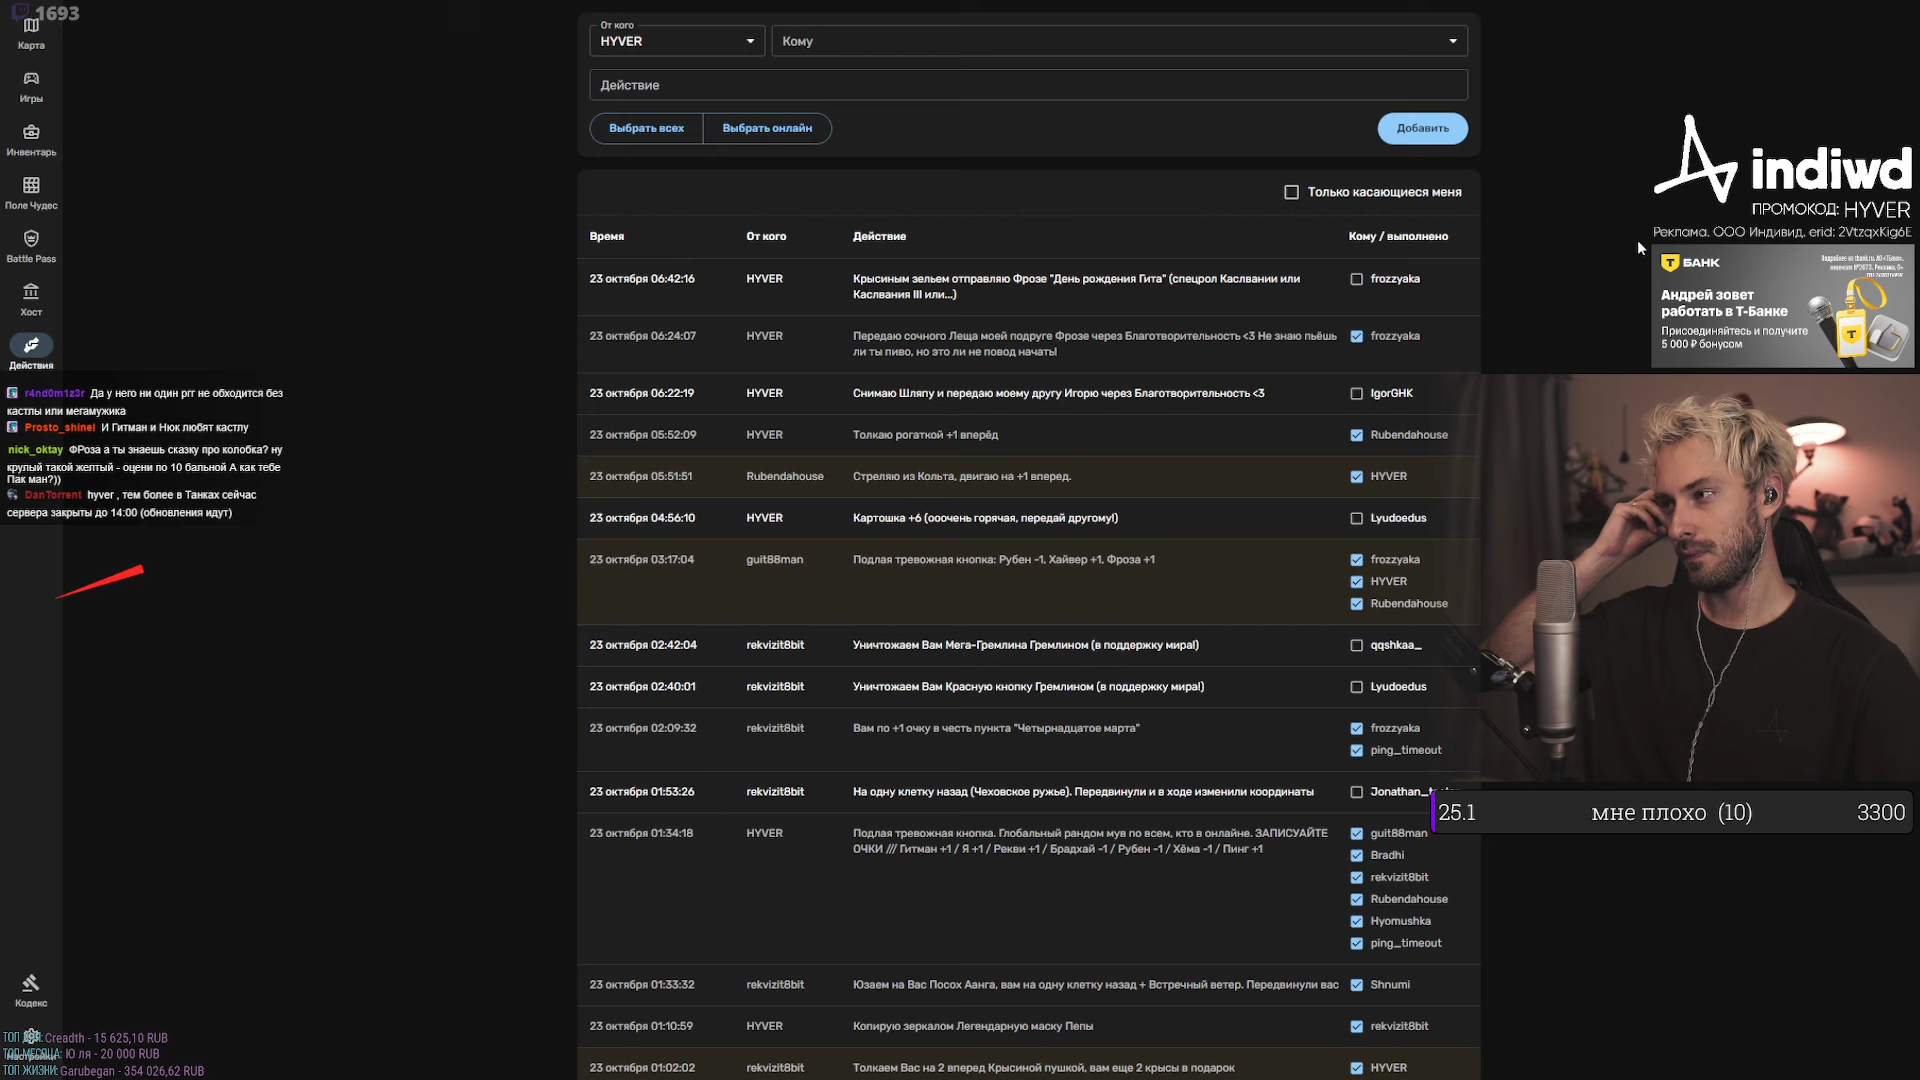 1693
Карта
Игры
Инвентарь
Поле Чудес
Battle Pass
Хост
Действия
r4nd0m1z3r Да у него ни один ргг не обходится без
кастлы или мегамужика
Prosto_shinel И Гитман и Нюк любят кастлу
nick_oktay ФРоза а ты знаешь сказку про колобка? ну
крулый такой желтый - оцени по 10 бальной А как тебе
Пак ман?))
DanTorrent hyver , тем более в Танках сейчас
сервера закрыты до 14:00 (обновления идут)
Кодекс
Настройки
ТОП ДНЯ: Creadth - 15 625,10 RUB
ТОП МЕСЯЦА: Ю ля - 20 000 RUB
ТОП ЖИЗНИ: Garubegan - 354 026,62 RUB
От кого
HYVER
Кому
Действие
Выбрать всех
Выбрать онлайн
Добавить
Только касающиеся меня
Время От кого Действие Кому / выполнено
23 октября 06:42:16 HYVER Крысиным зельем отправляю Фрозе "День рождения Гита" (спецрол Каслвании или frozzyaka
Каслвания III или...)
23 октября 06:24:07 HYVER Передаю сочного Леща моей подруге Фрозе через Благотворительность <3 Не знаю пьёшь frozzyaka
ли ты пиво, но это ли не повод начать!
23 октября 06:22:19 HYVER Снимаю Шляпу и передаю моему другу Игорю через Благотворительность <3 IgorGHK
23 октября 05:52:09 HYVER Толкаю рогаткой +1 вперёд Rubendahouse
23 октября 05:51:51 Rubendahouse Стреляю из Кольта, двигаю на +1 вперед. HYVER
23 октября 04:56:10 HYVER Картошка +6 (ооочень горячая, передай другому!) Lyudoedus
23 октября 03:17:04 guit88man Подлая тревожная кнопка: Рубен -1, Хайвер +1, Фроза +1 frozzyaka
HYVER
Rubendahouse
23 октября 02:42:04 rekvizit8bit Уничтожаем Вам Мега-Гремлина Гремлином (в поддержку мира!) qqshkaa_
23 октября 02:40:01 rekvizit8bit Уничтожаем Вам Красную кнопку Гремлином (в поддержку мира!) Lyudoedus
23 октября 02:09:32 rekvizit8bit Вам по +1 очку в честь пункта "Четырнадцатое марта" frozzyaka
ping_timeout
23 октября 01:53:26 rekvizit8bit На одну клетку назад (Чеховское ружье). Передвинули и в ходе изменили координаты
23 октября 01:34:18 HYVER Подлая тревожная кнопка. Глобальный рандом мув по всем, кто в онлайне. ЗАПИСУАЙТЕ guit88man
ОЧКИ /// Гитман +1 / Я +1 / Рекви +1 / Брадхай -1 / Рубен -1 / Хёма -1 / Пинг +1 Bradhi
rekvizit8bit
Rubendahouse
Hyomushka
ping_timeout
23 октября 01:33:32 rekvizit8bit Юзаем на Вас Посох Аанга, вам на одну клетку назад + Встречный ветер. Передвинули вас Shnumi
23 октября 01:10:59 HYVER Копирую зеркалом Легендарную маску Пепы rekvizit8bit
23 октября 01:02:02 rekvizit8bit Толкаем Вас на 2 вперед Крысиной пушкой, вам еще 2 крысы в подарок HYVER
indiwd
ПРОМОКОД: HYVER
Реклама. ООО Индивид. erid: 2VtzqxKig6E
Т БАНК
Андрей зовет
работать в Т-Банке
Присоединяйтесь и получите
5 000 ₽ бонусом
25.1 мне плохо (10) 3300